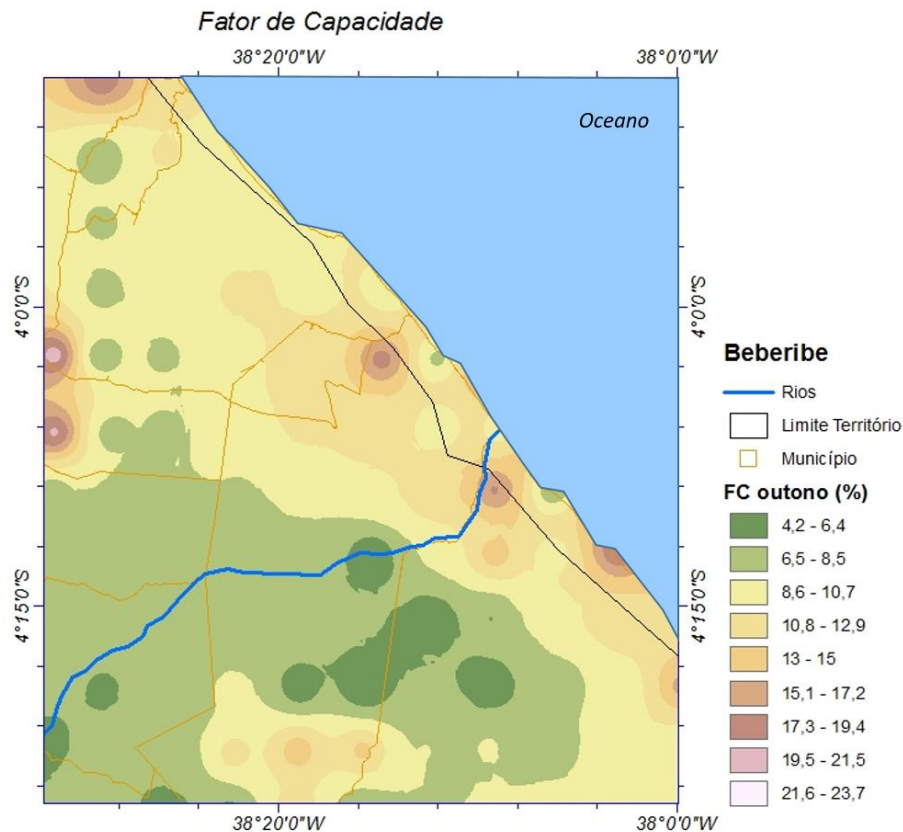 Fator de Capacidade
38°20'0"W
38°0'0"W
Oceano
4°0'0"S
4°0'0"S
4°15'0"S
4°15'0"S
38°20'0"W
38°0'0"W
Beberibe
Rios
Limite Território
Município
FC outono (%)
4,2 - 6,4
6,5 - 8,5
8,6 - 10,7
10,8 - 12,9
13 - 15
15,1 - 17,2
17,3 - 19,4
19,5 - 21,5
21,6 - 23,7